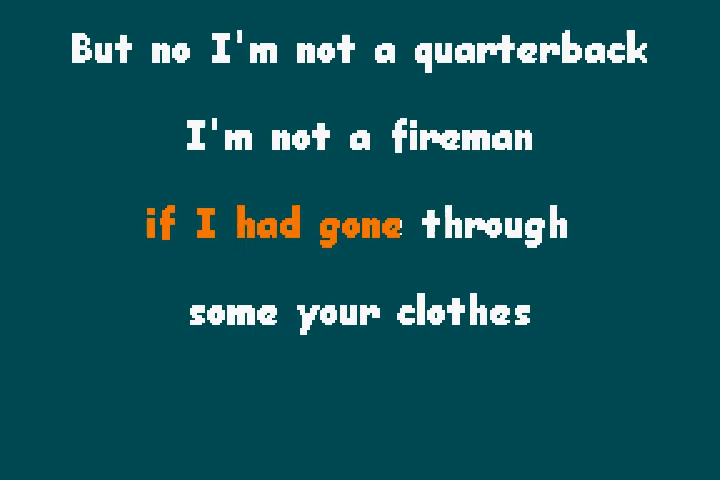 But no I'm not a quarterback
I'm not a fireman
if I had gone through
some your clothes